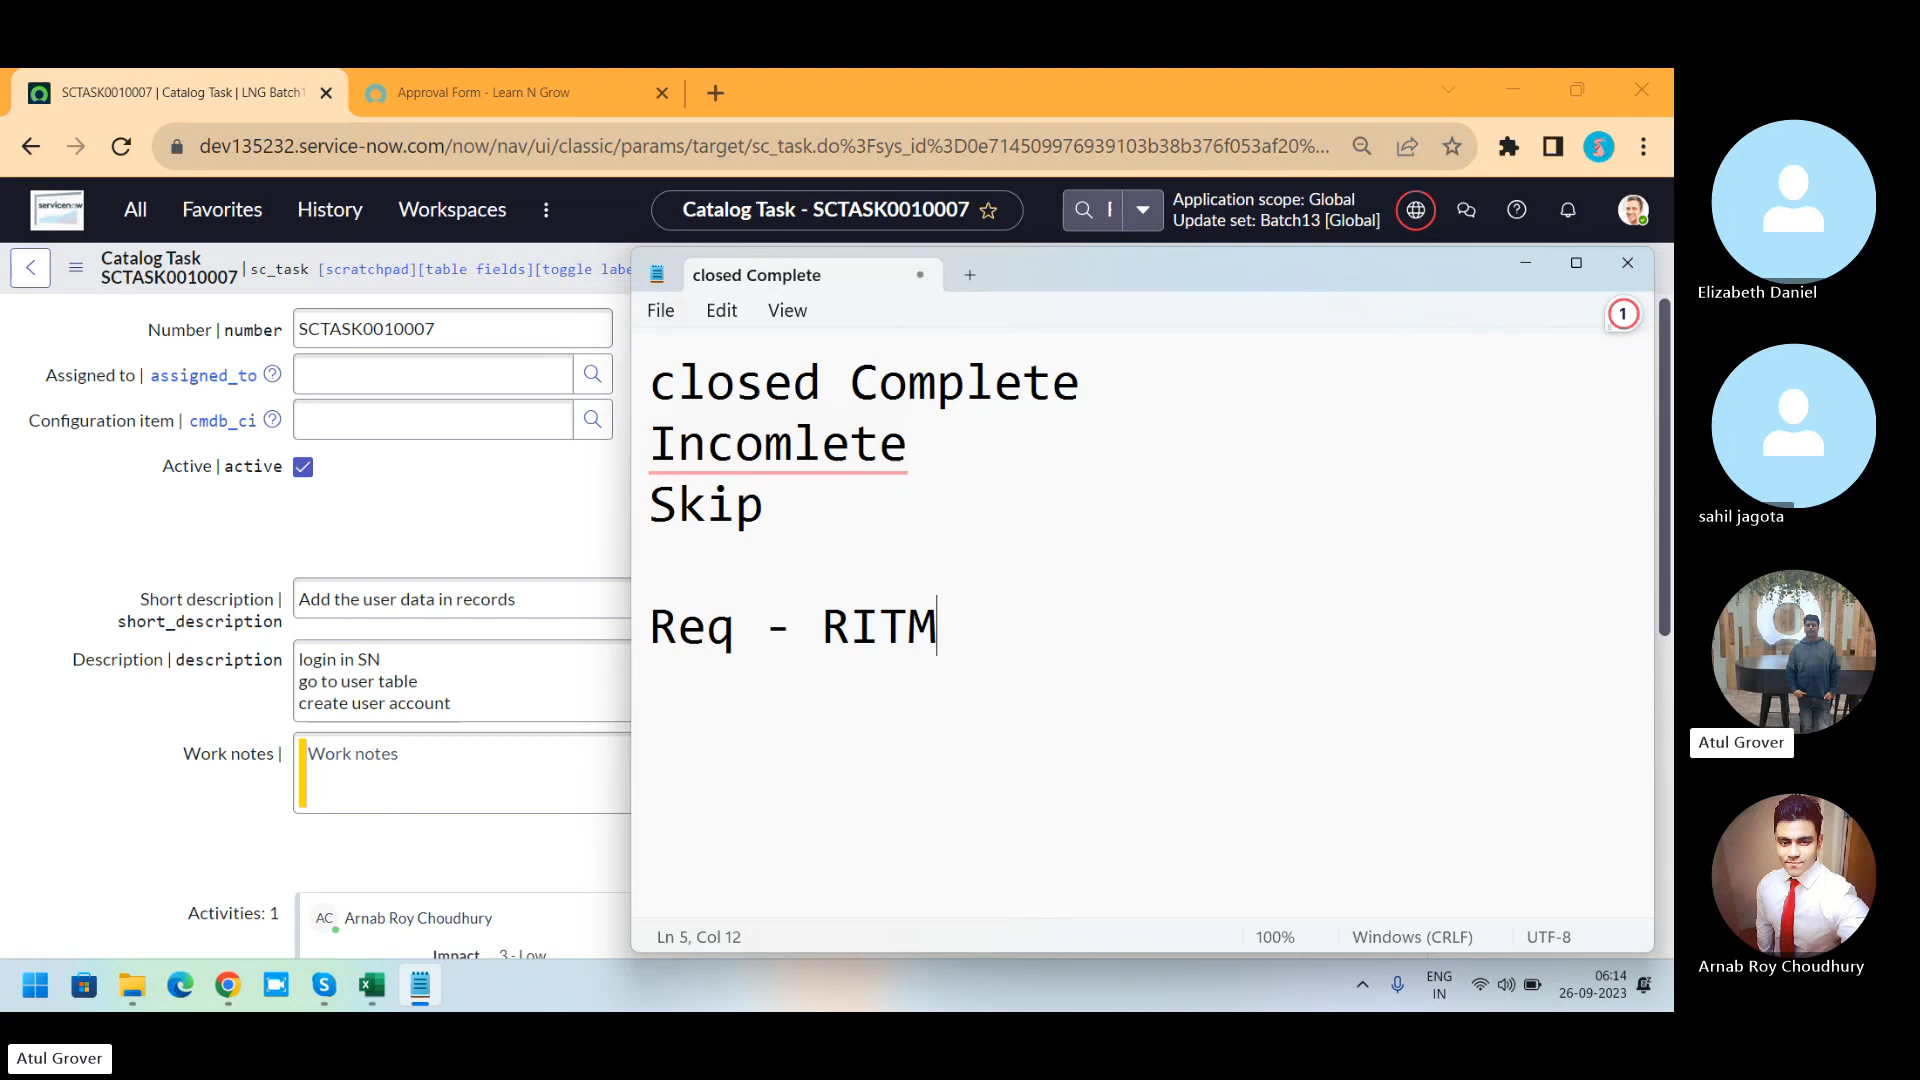 SCTASK0010007 | Catalog Task | LNG Batch1
Approval Form - Learn N Grow
dev135232.service-now.com/now/nav/ui/classic/params/target/sc_task.do%3Fsys_id%3D0e714509976939103b38b376f053af20%...
servicenow
All
Favorites
History
Workspaces
Catalog Task - SCTASK0010007
Application scope: Global
Update set: Batch13 [Global]
Catalog Task
SCTASK0010007
| sc_task [scratchpad][table fields][toggle labe
Number | number
SCTASK0010007
Assigned to | assigned_to
Configuration item | cmdb_ci
Active | active
Short description |
short_description
Add the user data in records
Description | description
login in SN
go to user table
create user account
Work notes |
Work notes
Activities: 1
AC
Arnab Roy Choudhury
Impact 3 - Low
closed Complete
File
Edit
View
1
closed Complete
Incomlete
Skip
Req - RITM
Ln 5, Col 12
100%
Windows (CRLF)
UTF-8
ENG
IN
06:14
26-09-2023
Elizabeth Daniel
sahil jagota
Atul Grover
Arnab Roy Choudhury
Atul Grover